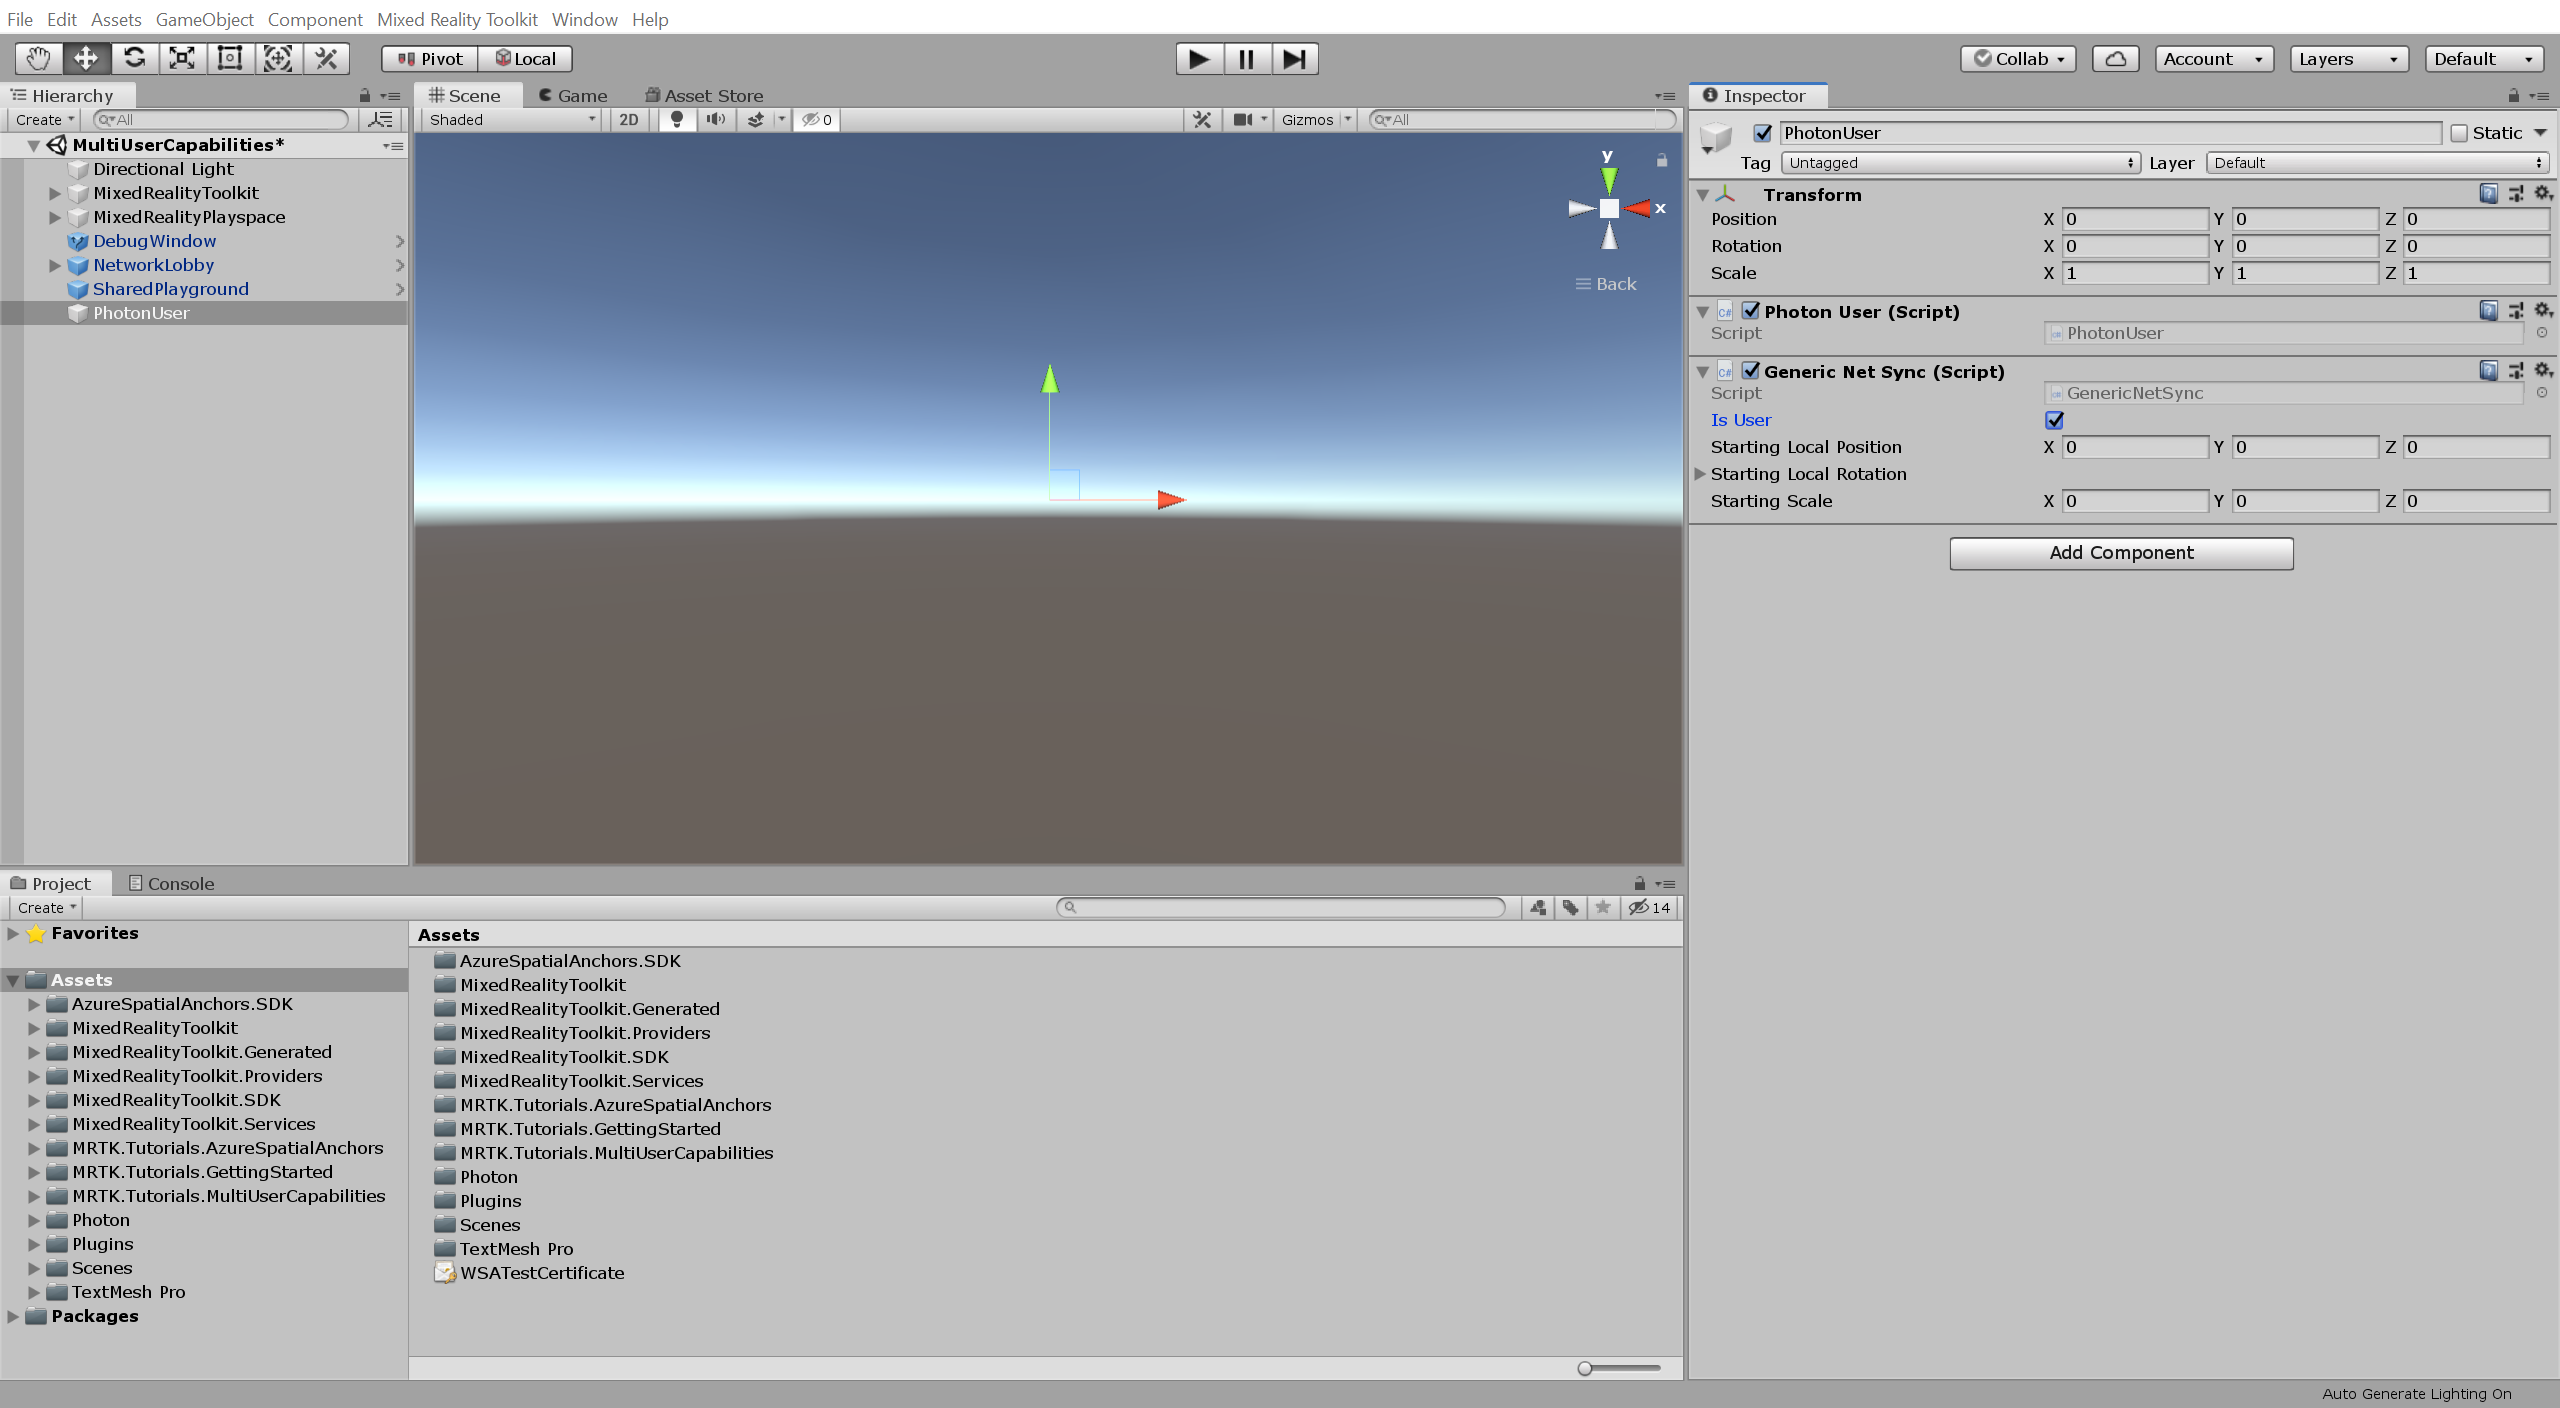 File Edit Assets GameObject Component Mixed Reality Toolkit Window Help
Pivot Local Collab Account Layers Default
Hierarchy
Create All
MultiUserCapabilities*
Directional Light
MixedRealityToolkit
MixedRealityPlayspace
DebugWindow
NetworkLobby
SharedPlayground
PhotonUser
Scene Game Asset Store
Shaded 2D 0 Gizmos All
y
x
Back
Inspector
PhotonUser Static
Tag Untagged Layer Default
Transform
Position X 0 Y 0 Z 0
Rotation X 0 Y 0 Z 0
Scale X 1 Y 1 Z 1
Photon User (Script)
Script PhotonUser
Generic Net Sync (Script)
Script GenericNetSync
Is User
Starting Local Position X 0 Y 0 Z 0
Starting Local Rotation
Starting Scale X 0 Y 0 Z 0
Add Component
Project Console
Create 14
Favorites
Assets
AzureSpatialAnchors.SDK
MixedRealityToolkit
MixedRealityToolkit.Generated
MixedRealityToolkit.Providers
MixedRealityToolkit.SDK
MixedRealityToolkit.Services
MRTK.Tutorials.AzureSpatialAnchors
MRTK.Tutorials.GettingStarted
MRTK.Tutorials.MultiUserCapabilities
Photon
Plugins
Scenes
TextMesh Pro
Packages
Assets
AzureSpatialAnchors.SDK
MixedRealityToolkit
MixedRealityToolkit.Generated
MixedRealityToolkit.Providers
MixedRealityToolkit.SDK
MixedRealityToolkit.Services
MRTK.Tutorials.AzureSpatialAnchors
MRTK.Tutorials.GettingStarted
MRTK.Tutorials.MultiUserCapabilities
Photon
Plugins
Scenes
TextMesh Pro
WSATestCertificate
Auto Generate Lighting On